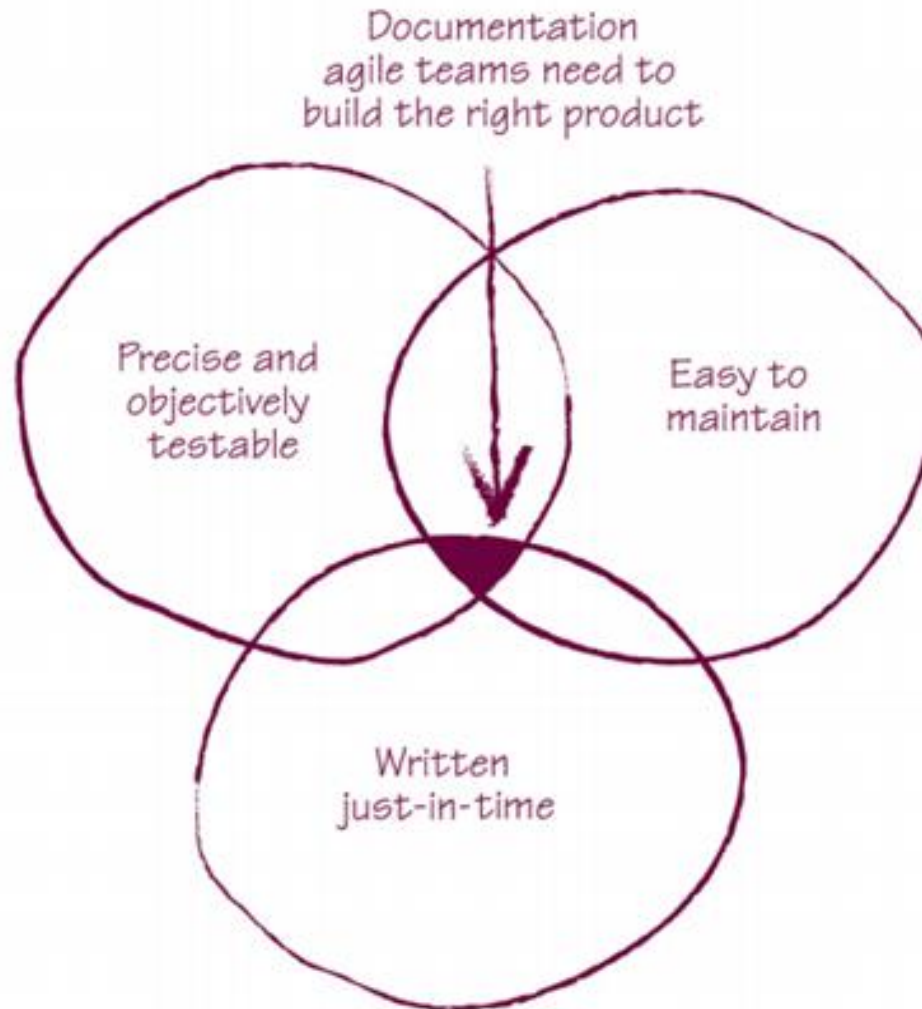 Documentation
agile teams need to
build the right product
Precise and
objectively
testable
Easy to
maintain
Written
just-in-time